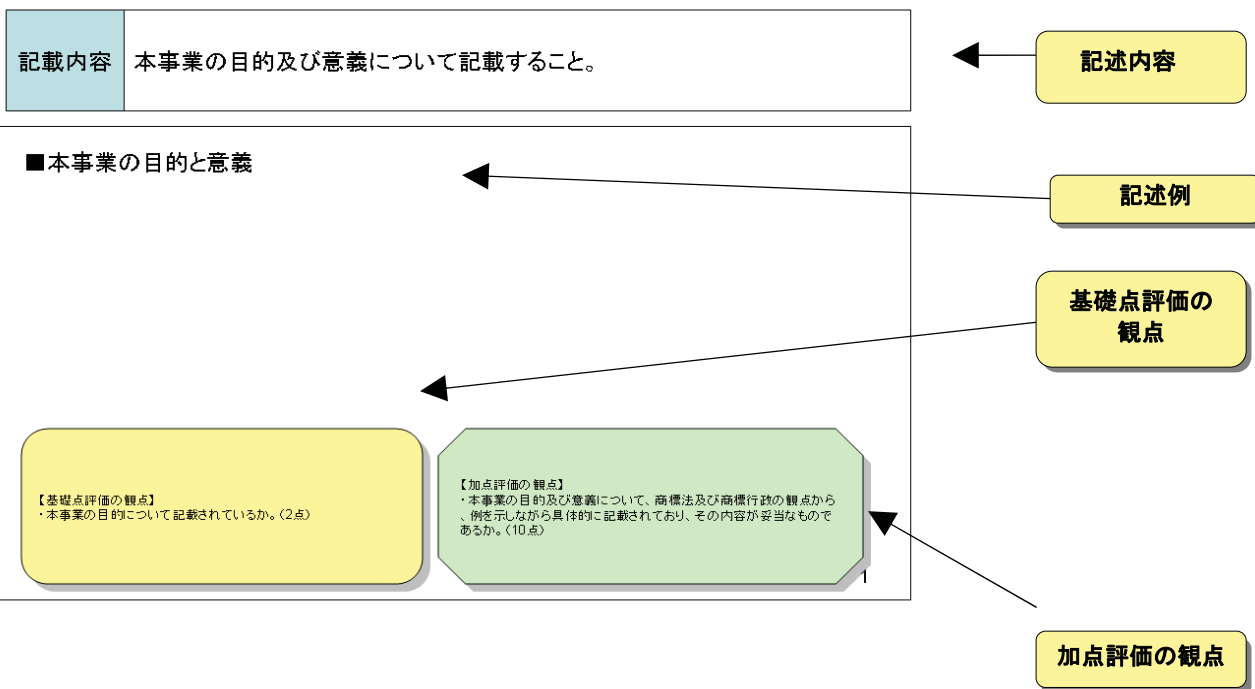 記載内容
本事業の目的及び意義について記載すること。
記述内容
■本事業の目的と意義
記述例
基礎点評価の
観点
【基礎点評価の観点】
・本事業の目的について記載されているか。(2点)
【加点評価の観点】
・本事業の目的及び意義について、商標法及び商標行政の観点から
、例を示しながら具体的に記載されており、その内容が妥当なもので
あるか。(10点)
1
加点評価の観点